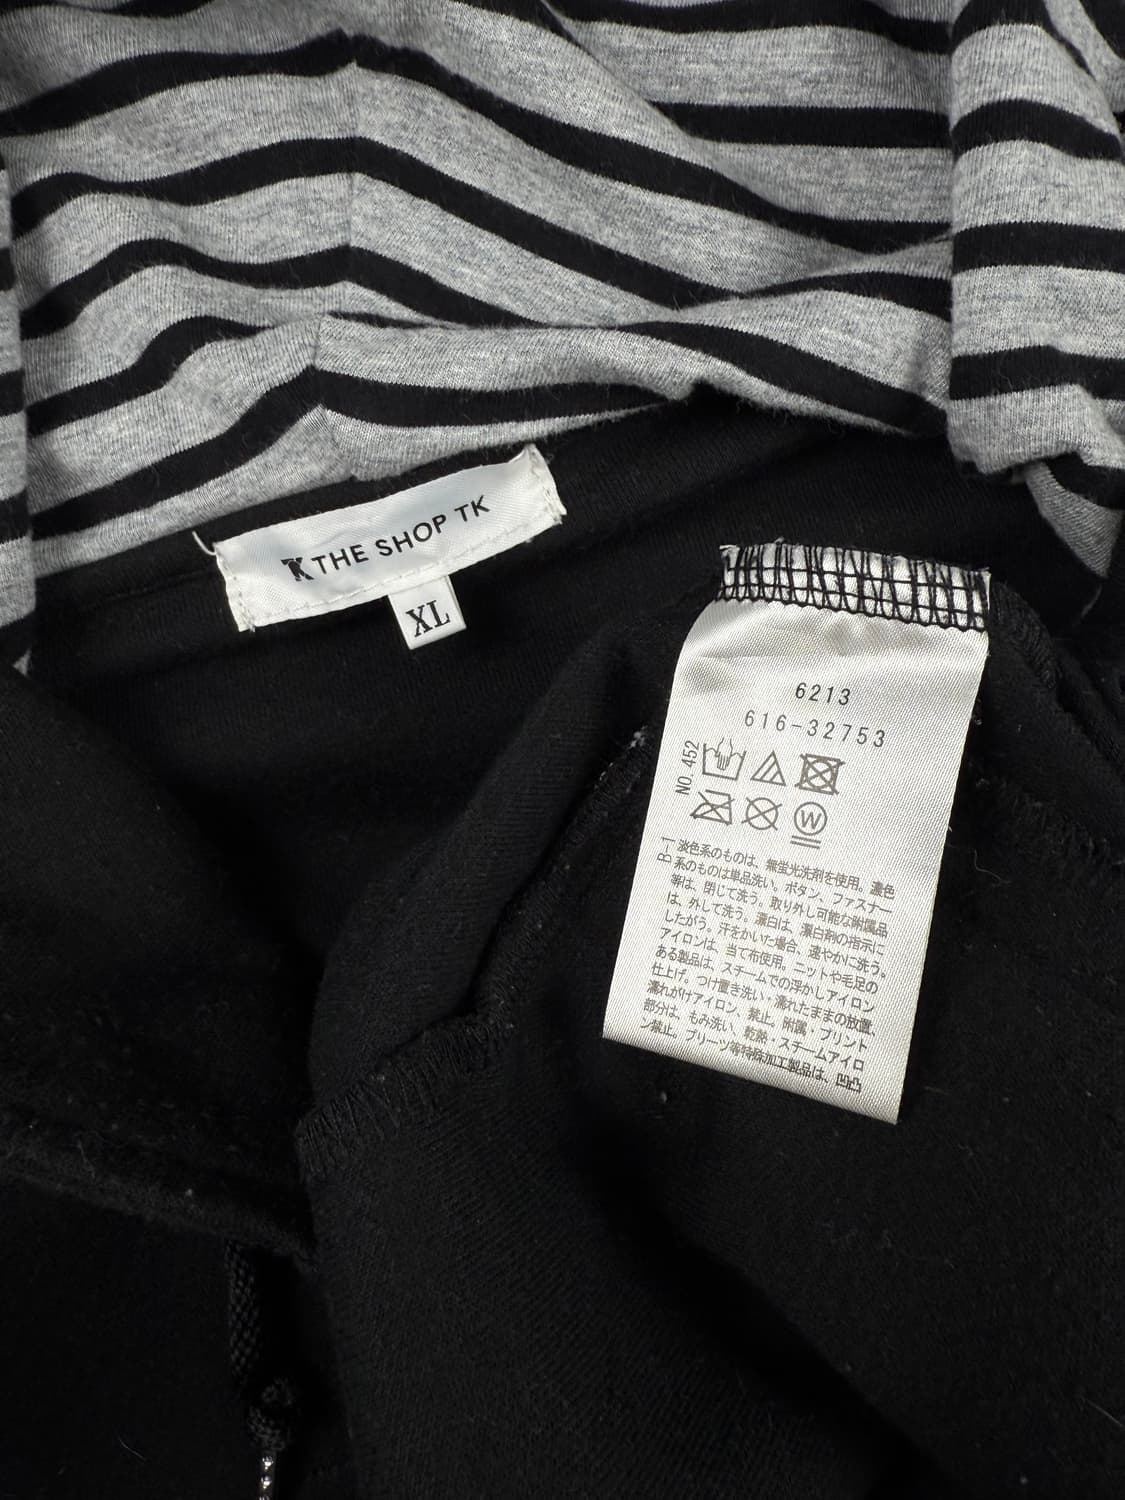 THE SHOP TK
XL
6213
616-32753
NO. 452
W
B-1
淡色系のものは、無蛍光洗剤を使用。濃色
系のものは単品洗い。ボタン、ファスナー
等は、閉じて洗う。取り外し可能な附属品
は、外して洗う。漂白は、漂白剤の指示に
したがう。汗をかいた場合、速やかに洗う。
アイロンは、当て布使用。ニットや毛足の
ある製品は、スチームでの浮かしアイロン
仕上げ。つけ置き洗い・濡れたままの放置、
濡れがけアイロン、禁止。附属・プリント
部分は、もみ洗い、乾熱・スチームアイロ
ン禁止。プリーツ等特殊加工製品は、凹凸